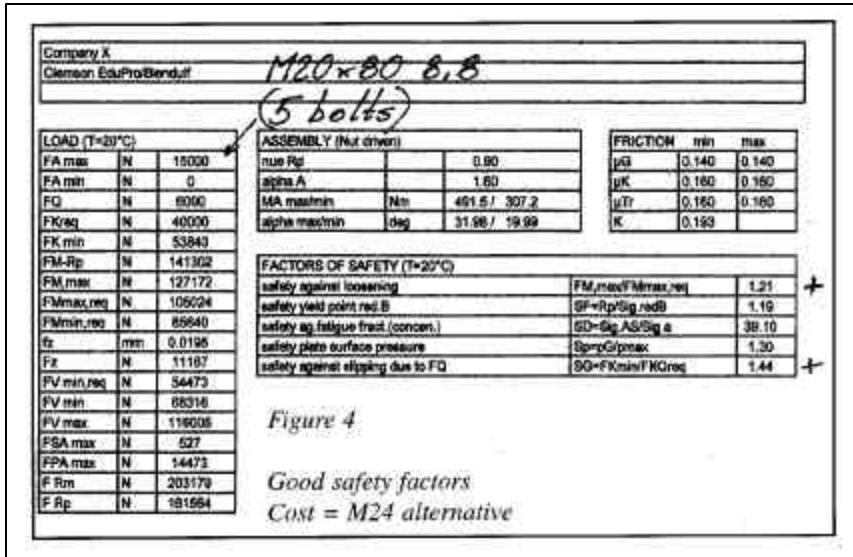 Company X
Clemson EduPro/Benduff
M20x80 8,8
(5 bolts)
LOAD (T=20°C)
FA max N 15000
FA min N 0
FQ N 6000
FKreq N 40000
FK min N 53843
FM-Rp N 141302
FM,max N 127172
FMmax,req N 105024
FMmin,req N 65640
fz mm 0.0195
Fz N 11167
FV min,req N 54473
FV min N 68316
FV max N 116005
FSA max N 527
FPA max N 14473
F Rm N 203179
F Rp N
ASSEMBLY (Nut driven)
nue Rp 0.90
alpha A 1.60
MA max/min Nm 491.5 / 307.2
alpha max/min deg 31.98 / 19.99
FRICTION min max
µG 0.140 0.140
µK 0.160 0.160
µTr 0.160 0.160
K 0.193
FACTORS OF SAFETY (T=20°C)
safety against loosening FM,max/FMmax,req 1.21 +
safety yield point red.B SF=Rp/Sig.redB 1.19
safety ag.fatigue fract.(concen.) SD=Sig.AS/Sig a 39.10
safety plate surface pressure Sp=pG/pmax 1.30
safety against slipping due to FQ SG=FKmin/FKQreq 1.44 +
Figure 4
Good safety factors
Cost = M24 alternative